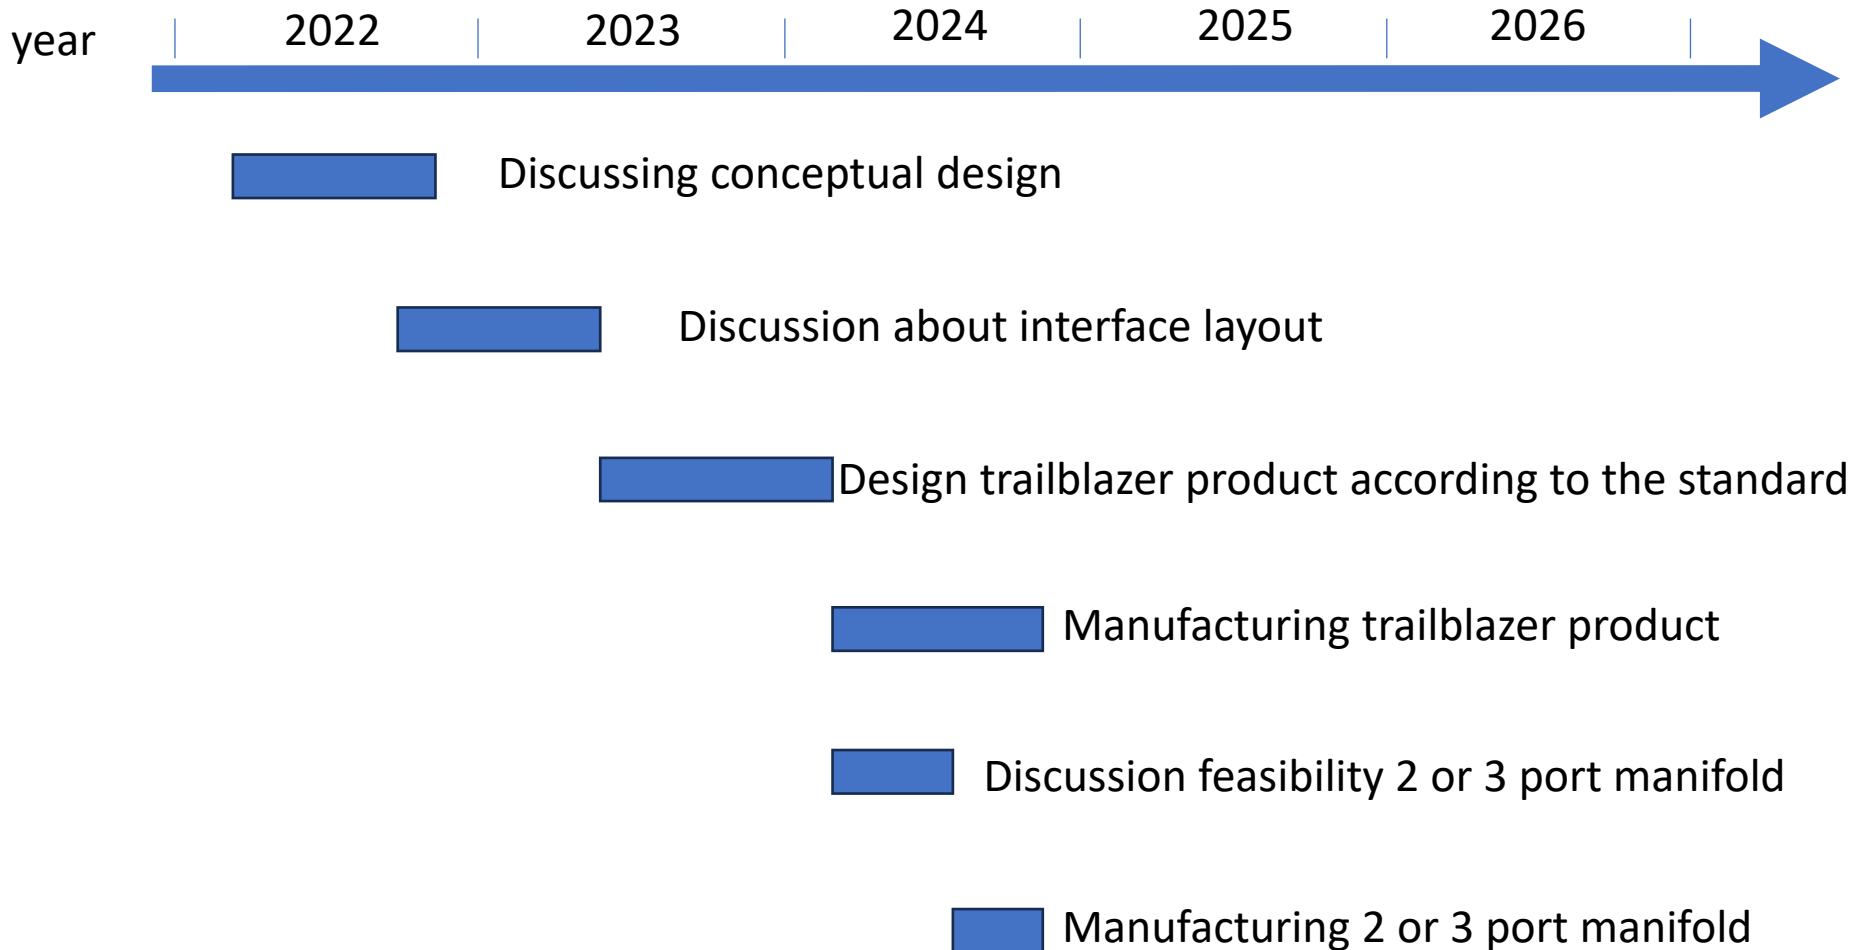 year 2022 2023 2024 2025 2026
Discussing conceptual design
Discussion about interface layout
Design trailblazer product according to the standard
Manufacturing trailblazer product
Discussion feasibility 2 or 3 port manifold
Manufacturing 2 or 3 port manifold